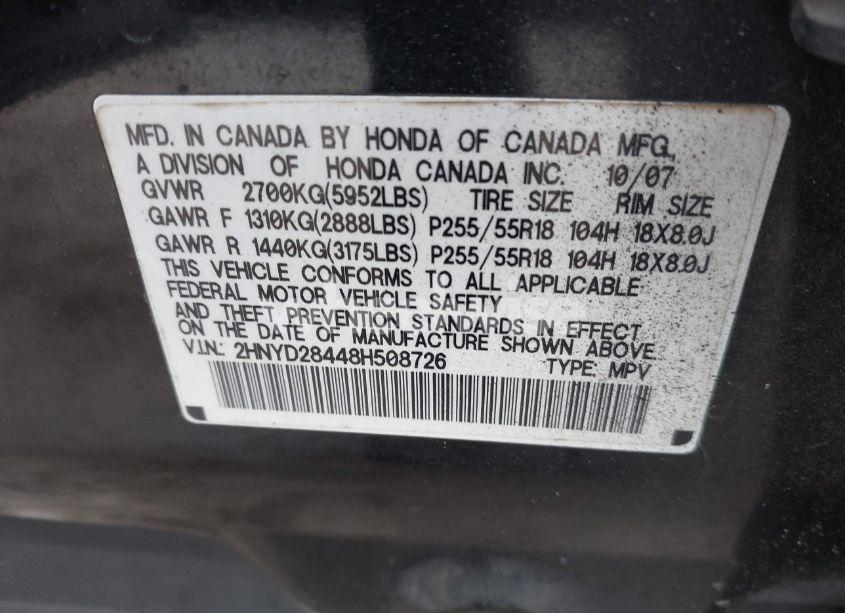 MFD. IN CANADA BY HONDA OF CANADA MFG.,
A DIVISION OF HONDA CANADA INC. 10/07
GVWR 2700KG(5952LBS) TIRE SIZE RIM SIZE
GAWR F 1310KG(2888LBS) P255/55R18 104H 18X8.0J
GAWR R 1440KG(3175LBS) P255/55R18 104H 18X8.0J
THIS VEHICLE CONFORMS TO ALL APPLICABLE
FEDERAL MOTOR VEHICLE SAFETY
AND THEFT PREVENTION STANDARDS IN EFFECT
ON THE DATE OF MANUFACTURE SHOWN ABOVE.
V.I.N.: 2HNYD28448H508726 TYPE: MPV